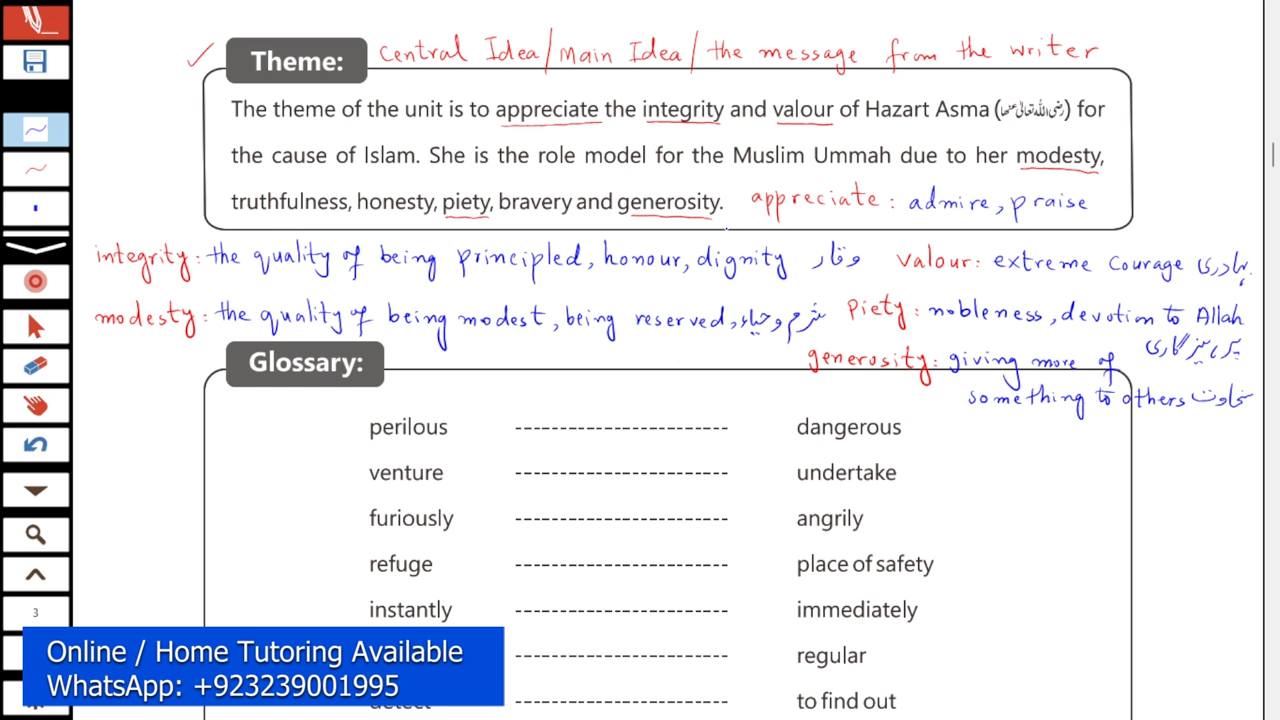 Theme: Central Idea/Main Idea/the message from the writer
The theme of the unit is to appreciate the integrity and valour of Hazart Asma (رضی اللہ تعالیٰ عنها) for
the cause of Islam. She is the role model for the Muslim Ummah due to her modesty,
truthfulness, honesty, piety, bravery and generosity. appreciate: admire, praise
integrity: the quality of being principled, honour, dignity وقار valour: extreme courage بہادری
modesty: the quality of being modest, being reserved, شرم و حیاء piety: nobleness, devotion to Allah
پرہیزگاری
Glossary: generosity: giving more of
something to others سخاوت
perilous ---------------------- dangerous
venture ---------------------- undertake
furiously ---------------------- angrily
refuge ---------------------- place of safety
instantly ---------------------- immediately
---------------------- regular
---------------------- to find out
3
Online / Home Tutoring Available
WhatsApp: +923239001995